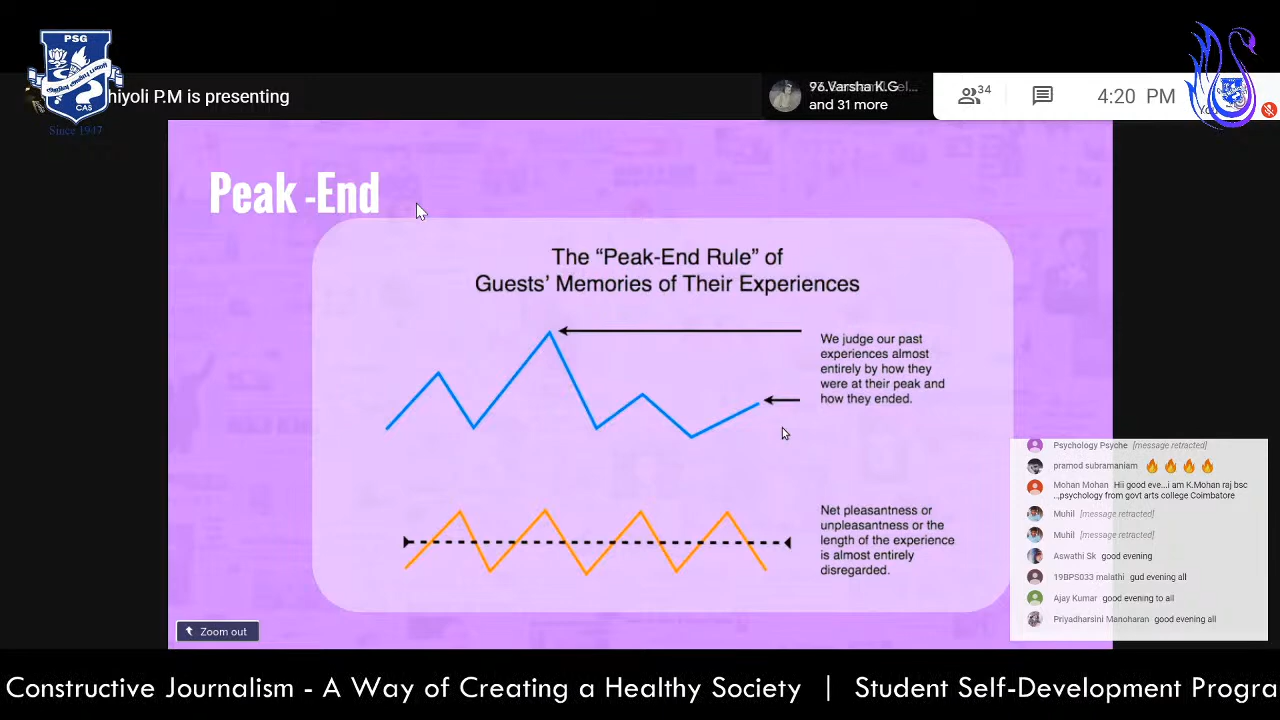 PSG
CAS
Since 1947
hiyoli P.M is presenting
96.Varsha K.G
and 31 more
34
4:20 PM
Peak -End
The “Peak-End Rule” of
Guests’ Memories of Their Experiences
We judge our past
experiences almost
entirely by how they
were at their peak and
how they ended.
Net pleasantness or
unpleasantness or the
length of the experience
is almost entirely
disregarded.
Zoom out
Psychology Psyche [message retracted]
pramod subramaniam 🔥 🔥 🔥 🔥
Mohan Mohan Hii good eve...i am K.Mohan raj bsc
.,psychology from govt arts college Coimbatore
Muhil [message retracted]
Muhil [message retracted]
Aswathi Sk good evening
19BPS033 malathi gud evening all
Ajay Kumar good evening to all
Priyadharsini Manoharan good evening all
Constructive Journalism - A Way of Creating a Healthy Society | Student Self-Development Progra